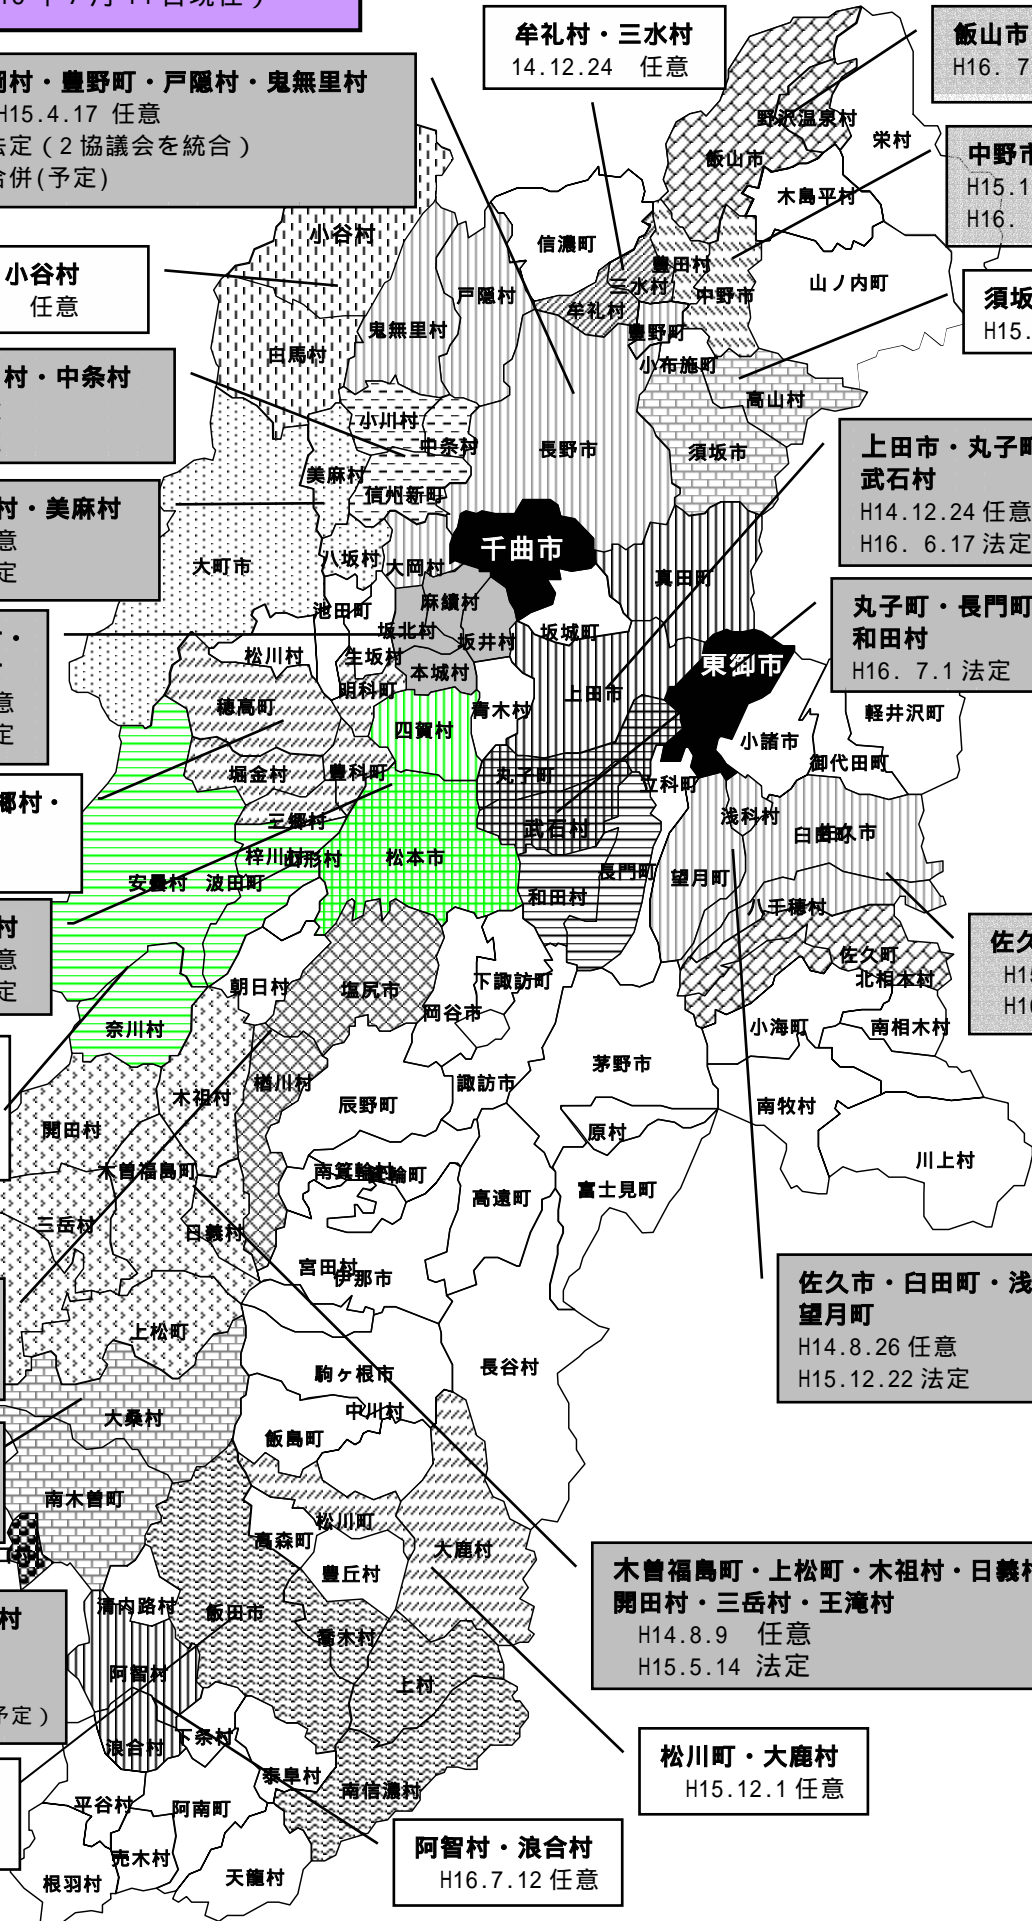 牟礼村・三水村
14.12.24 任意
飯山市
H16. 7
岡村・豊野町・戸隠村・鬼無里村
H15.4.17 任意
法定（2協議会を統合）
合併(予定)
中野市
H15.1
H16.
小谷村
任意
須坂
H15.
村・中条村
上田市・丸子町
武石村
H14.12.24 任意
H16. 6.17 法定
村・美麻村
意
定
丸子町・長門町
和田村
H16. 7.1 法定
意
定
郷村・
村
意
定
佐久
H15
H16
佐久市・臼田町・浅
望月町
H14.8.26 任意
H15.12.22 法定
木曽福島町・上松町・木祖村・日義村
開田村・三岳村・王滝村
H14.8.9 任意
H15.5.14 法定
村
予定）
松川町・大鹿村
H15.12.1 任意
阿智村・浪合村
H16.7.12 任意
野沢温泉村
栄村
飯山市
木島平村
小谷村
信濃町
豊田村
三水村
中野市
山ノ内町
戸隠村
牟礼村
鬼無里村
豊野町
白馬村
小布施町
高山村
小川村
中条村
長野市
須坂市
美麻村
信州新町
千曲市
大町市
八坂村
大岡村
真田町
池田町
麻績村
坂北村
坂井村
坂城町
松川村
生坂村
本城村
東御市
明科町
上田市
穂高町
青木村
四賀村
軽井沢町
小諸市
御代田町
堀金村
豊科町
丸子町
立科町
三郷村
浅科村
武石村
臼田町
佐久市
梓川村
山形村
松本市
安曇村
波田町
長門町
望月町
和田村
八千穂村
佐久町
北相木村
朝日村
塩尻市
下諏訪町
岡谷市
奈川村
小海町
南相木村
茅野市
楢川村
諏訪市
木祖村
辰野町
南牧村
開田村
原村
川上村
木曽福島町
南箕輪村
箕輪町
高遠町
富士見町
三岳村
日義村
宮田村
伊那市
上松町
長谷村
駒ヶ根市
大桑村
中川村
飯島町
南木曽町
松川町
高森町
大鹿村
豊丘村
清内路村
飯田市
喬木村
阿智村
上村
下条村
浪合村
泰阜村
南信濃村
平谷村
阿南町
売木村
根羽村
天龍村